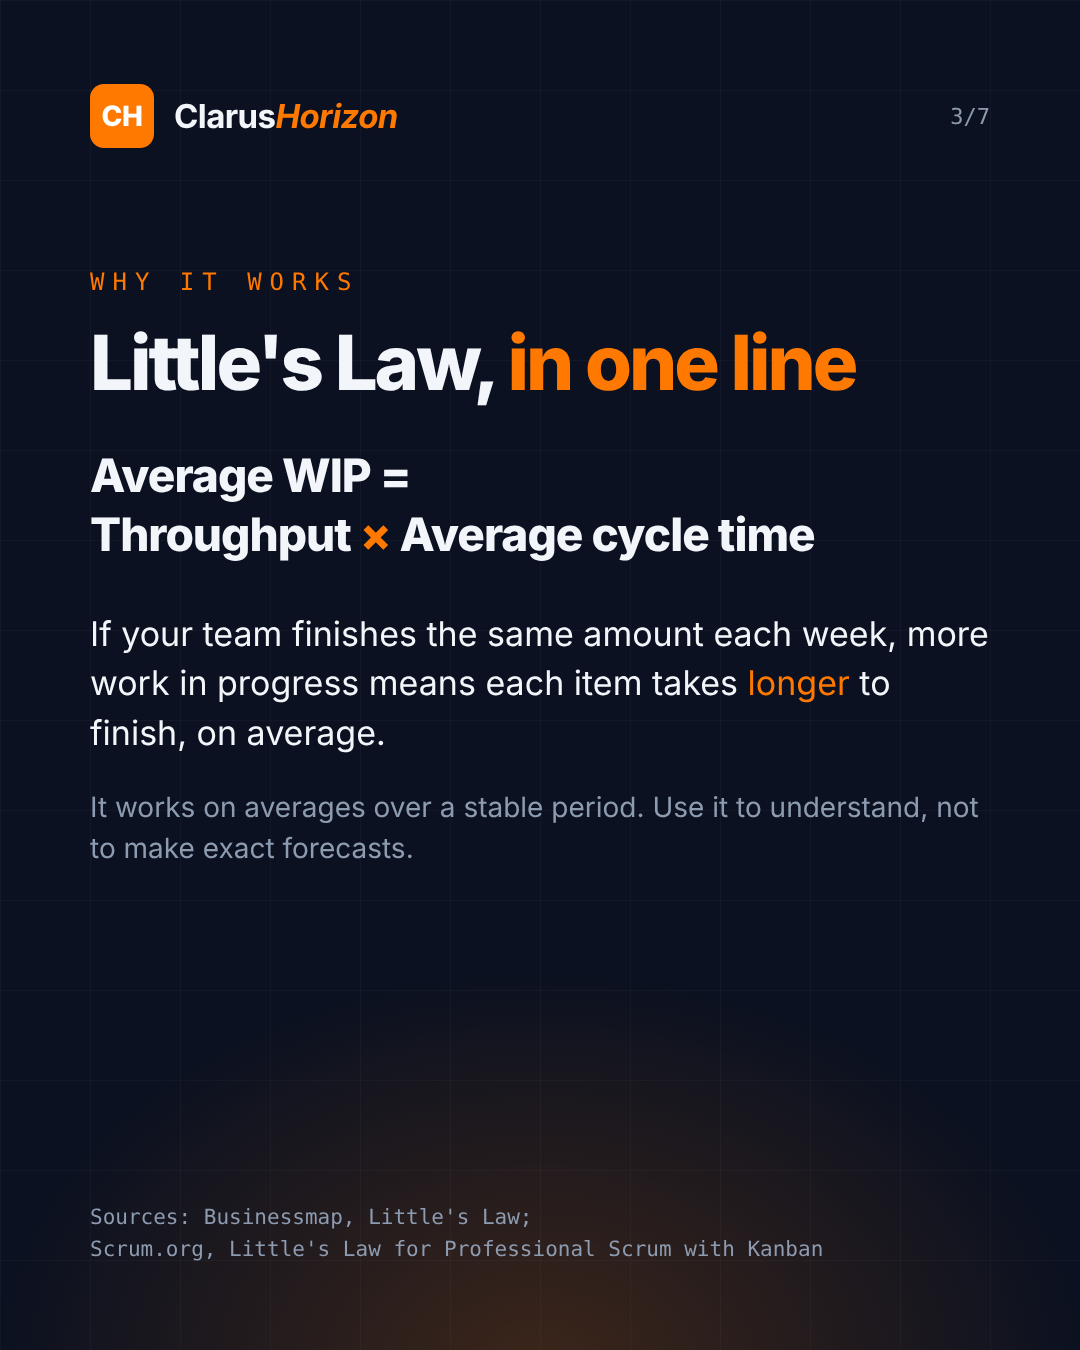 CH ClarusHorizon
3/7
WHY IT WORKS
Little's Law, in one line
Average WIP =
Throughput × Average cycle time
If your team finishes the same amount each week, more
work in progress means each item takes longer to
finish, on average.
It works on averages over a stable period. Use it to understand, not
to make exact forecasts.
Sources: Businessmap, Little's Law;
Scrum.org, Little's Law for Professional Scrum with Kanban